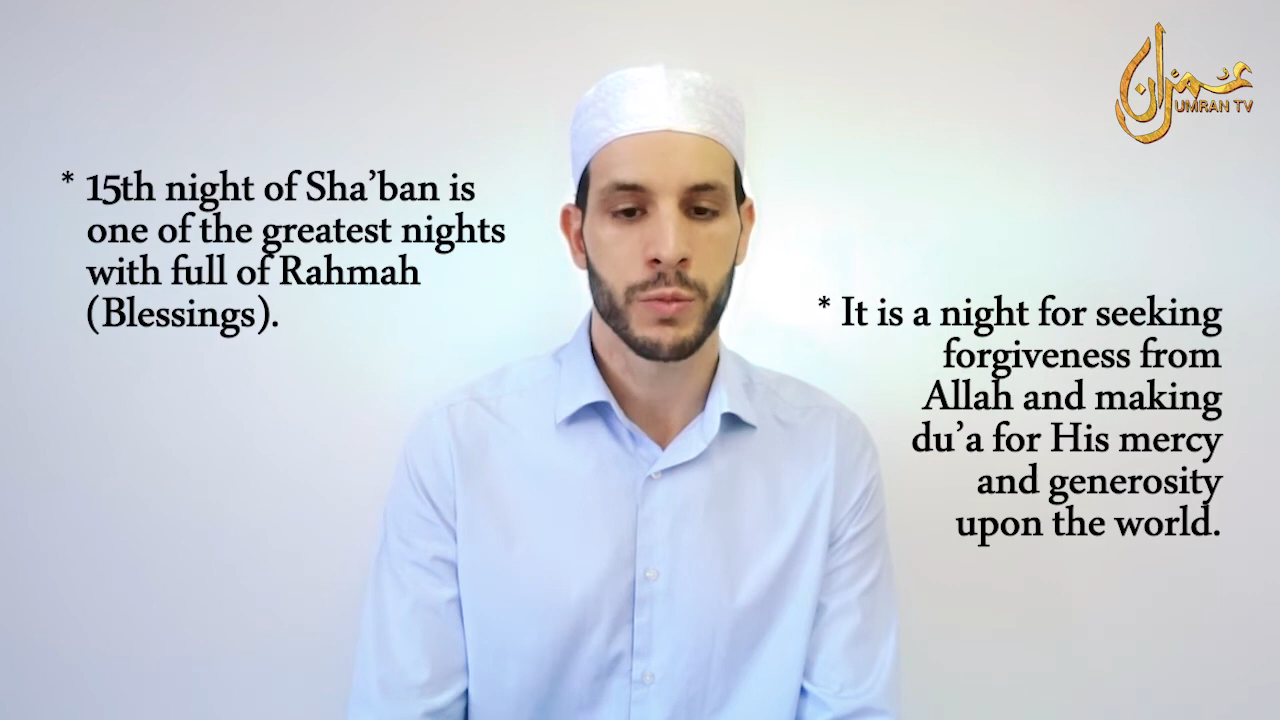 عمران
UMRAN TV
* 15th night of Sha’ban is
one of the greatest nights
with full of Rahmah
(Blessings).
* It is a night for seeking
forgiveness from
Allah and making
du’a for His mercy
and generosity
upon the world.